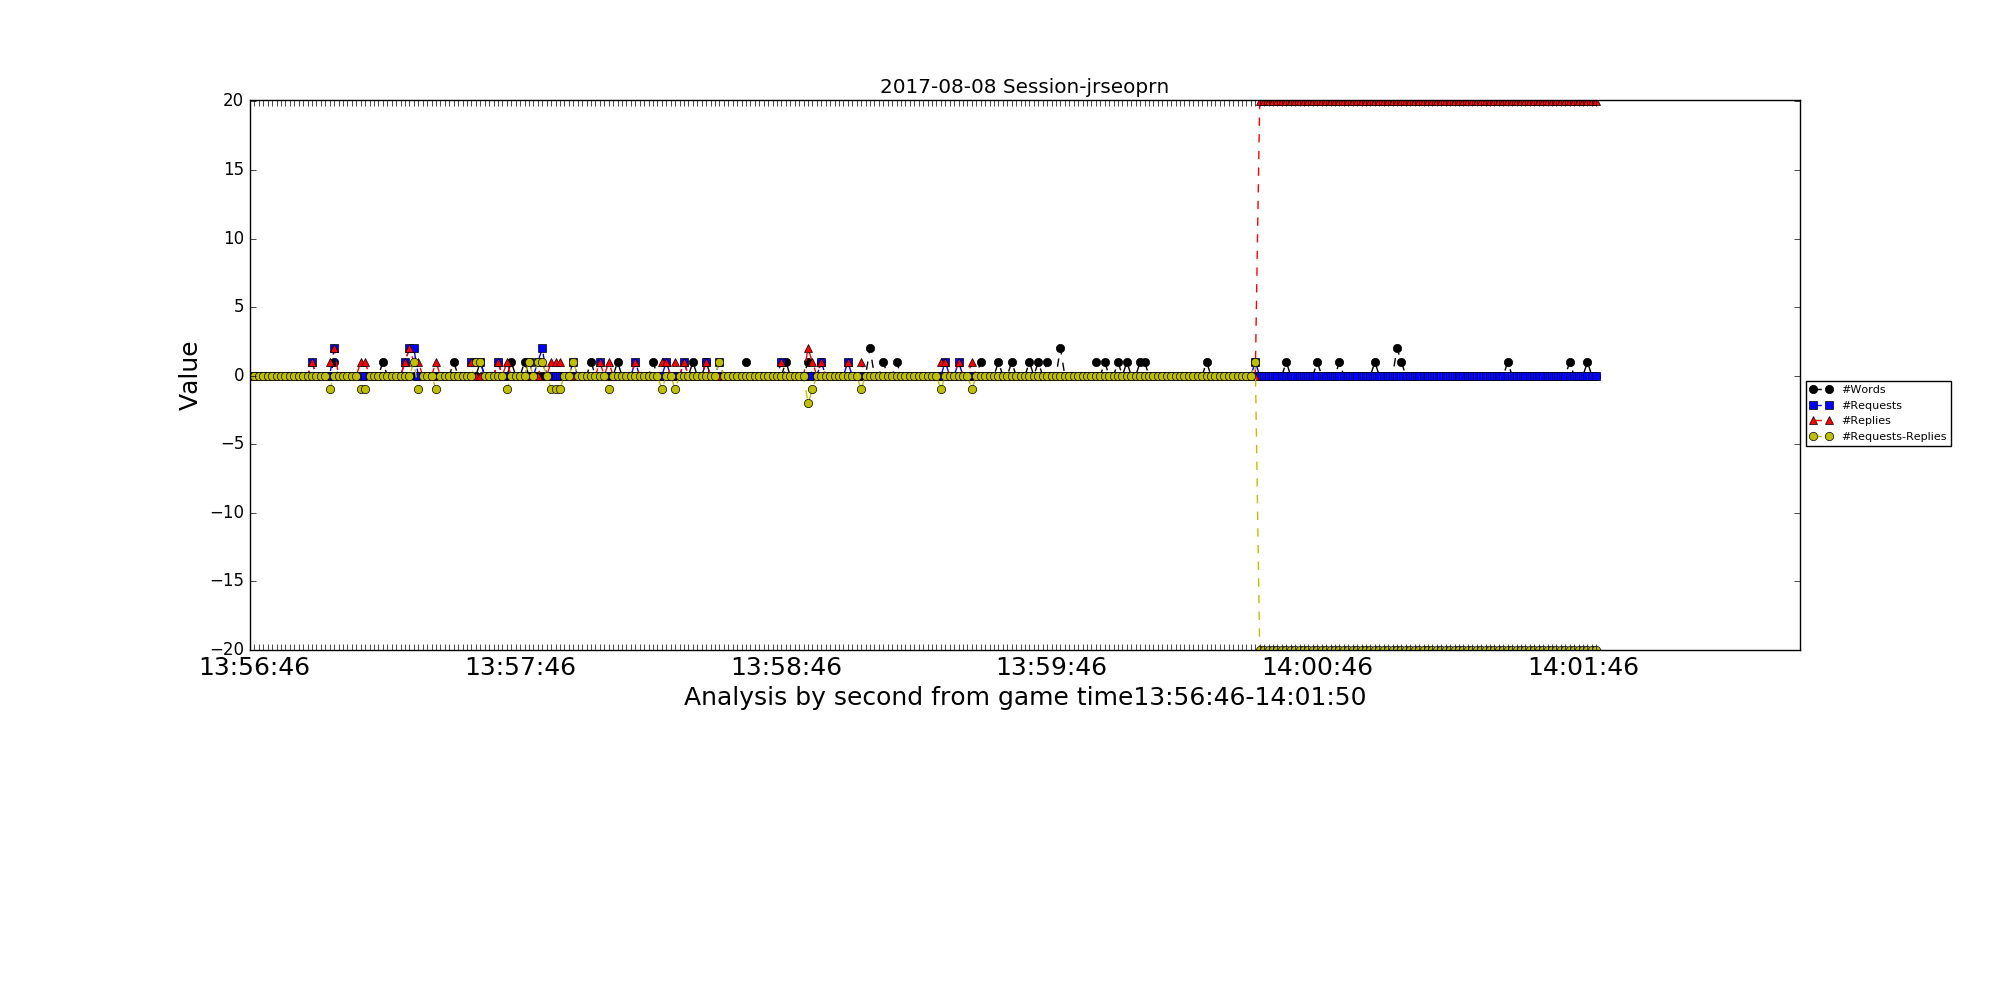 2017-08-08 Session-jrseoprn
20
15
10
5
0
−5
−10
−15
−20
Value
13:56:46 13:57:46 13:58:46 13:59:46 14:00:46 14:01:46
Analysis by second from game time13:56:46-14:01:50
#Words
#Requests
#Replies
#Requests-Replies